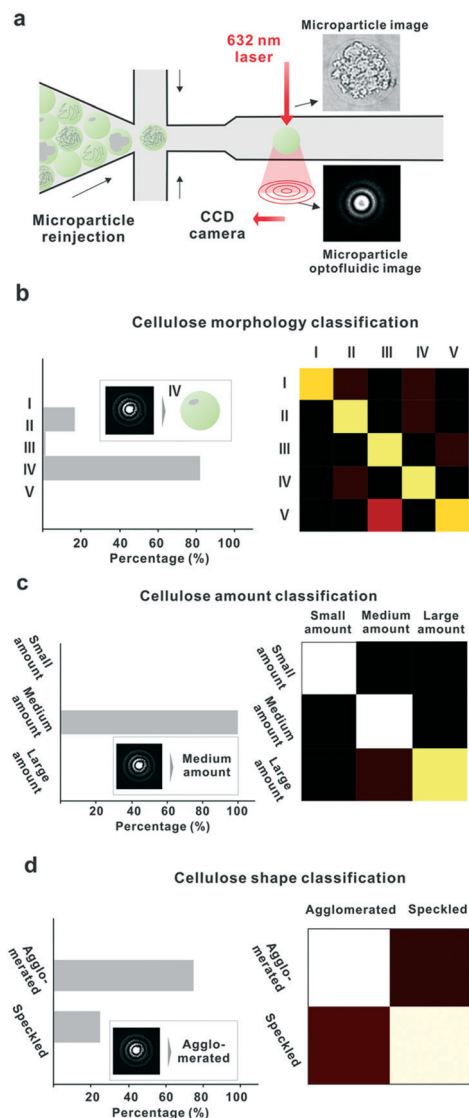 a
Microparticle image
632 nm
laser
Microparticle
reinjection
CCD
camera
Microparticle
optofluidic image
b
Cellulose morphology classification
I
II
III
IV
V
IV
20 40 60 80 100
Percentage (%)
I II III IV V
I
II
III
IV
V
c
Cellulose amount classification
Small
amount
Medium
amount
Large
amount
Medium
amount
20 40 60 80 100
Percentage (%)
Small Medium Large
amount amount amount
Small
amount
Medium
amount
Large
amount
d
Cellulose shape classification
Agglo-
merated
Speckled
Agglo-
merated
20 40 60 80 100
Percentage (%)
Agglomerated Speckled
Agglo-
merated
Speckled